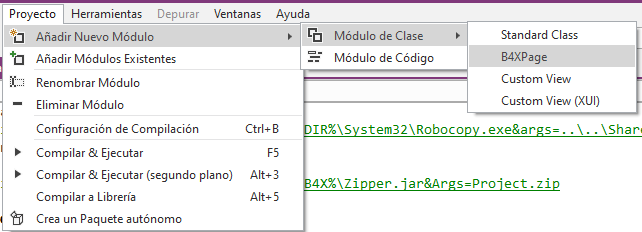 Proyecto Herramientas Depurar Ventanas Ayuda
Añadir Nuevo Módulo
Módulo de Clase
Standard Class
Añadir Módulos Existentes
Módulo de Código
B4XPage
Renombrar Módulo
Custom View
Eliminar Módulo
Custom View (XUI)
Configuración de Compilación Ctrl+B
DIR%\System32\Robocopy.exe&args=..\..\Share
Compilar & Ejecutar F5
Compilar & Ejecutar (segundo plano) Alt+3
B4X%\Zipper.jar&Args=Project.zip
Compilar a Librería Alt+5
Crea un Paquete autónomo